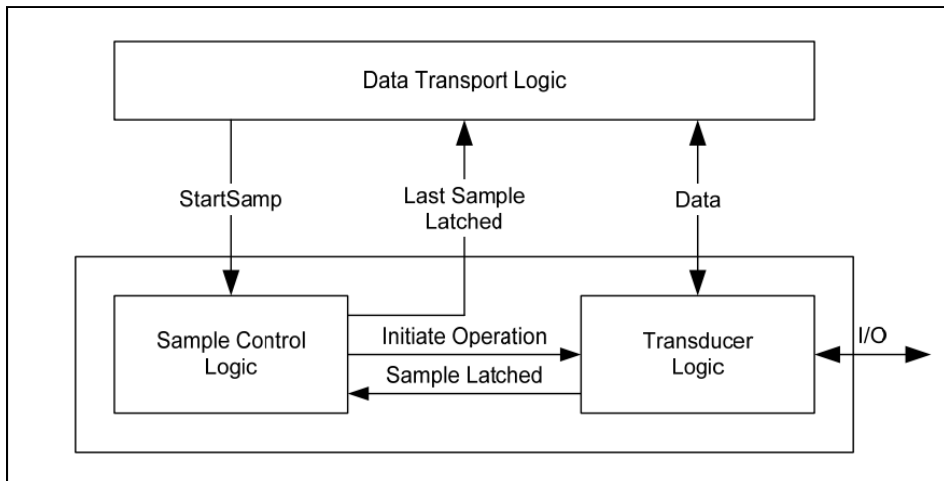 Data Transport Logic
StartSamp
Last Sample
Latched
Data
Sample Control
Logic
Initiate Operation
Sample Latched
Transducer
Logic
I/O